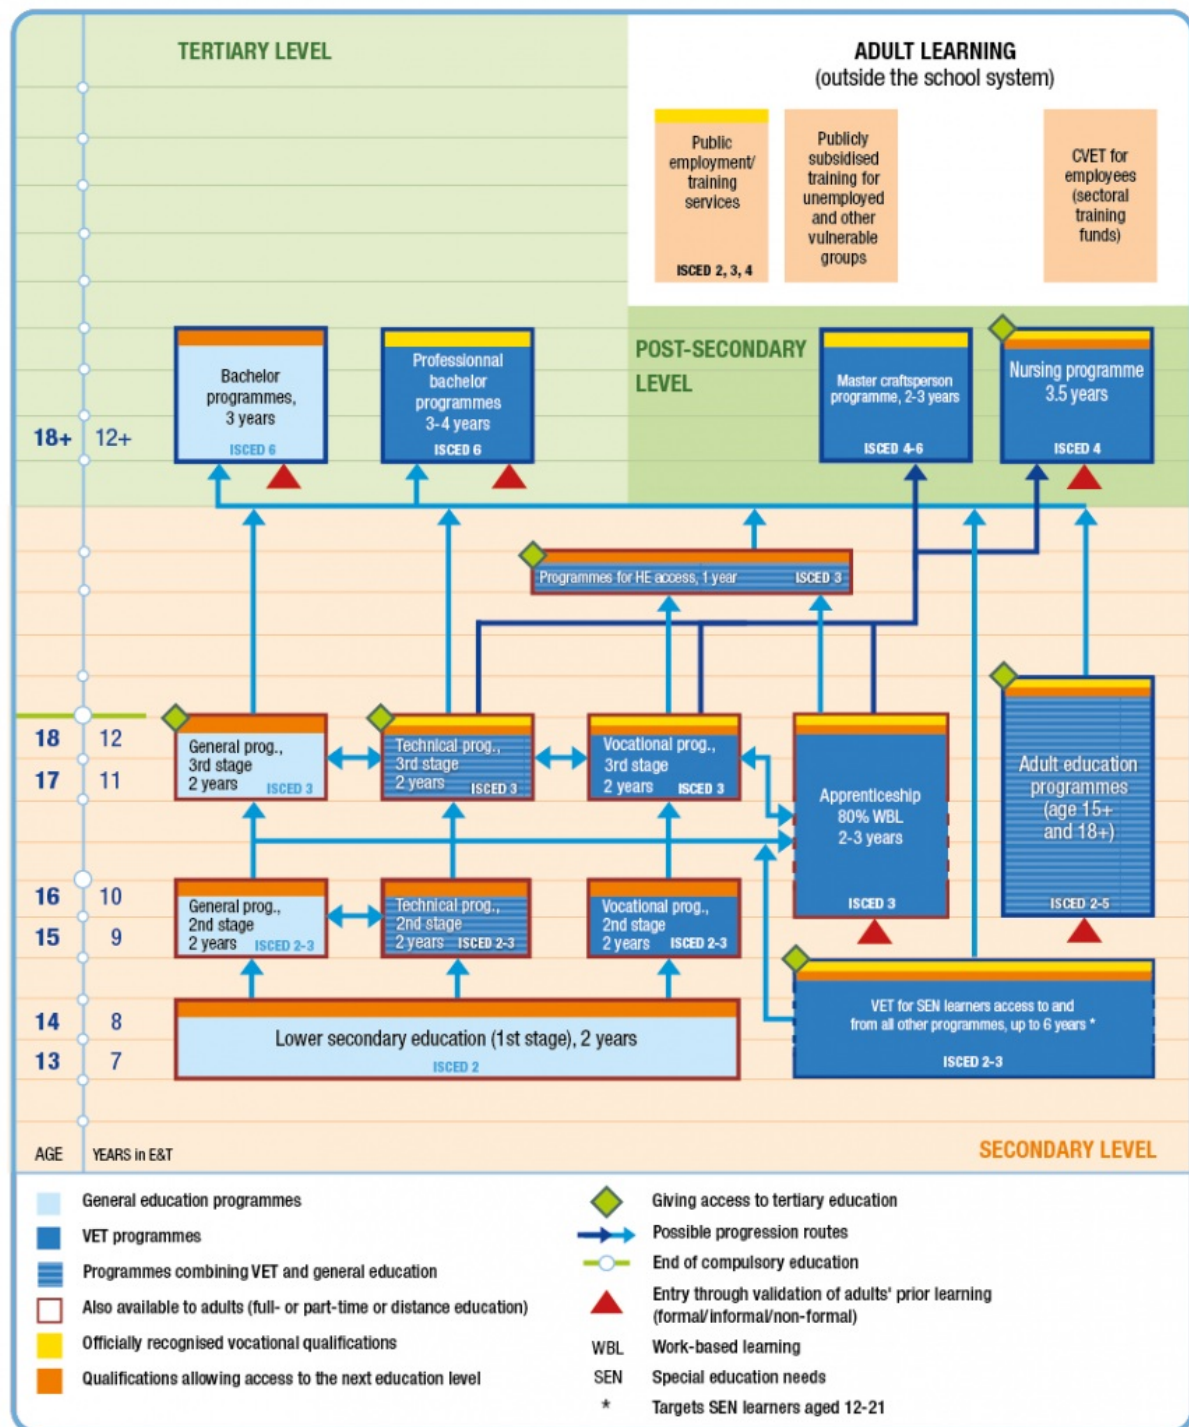 TERTIARY LEVEL
ADULT LEARNING
(outside the school system)
Public
employment/
training
services
ISCED 2, 3, 4
Publicly
subsidised
training for
unemployed
and other
vulnerable
groups
CVET for
employees
(sectoral
training
funds)
POST-SECONDARY
LEVEL
Bachelor
programmes,
3 years
ISCED 6
Professionnal
bachelor
programmes
3-4 years
ISCED 6
Master craftsperson
programme, 2-3 years
ISCED 4-6
Nursing programme
3.5 years
ISCED 4
18+ 12+
Programmes for HE access, 1 year ISCED 3
18 12
17 11
General prog.,
3rd stage
2 years ISCED 3
Technical prog.,
3rd stage
2 years ISCED 3
Vocational prog.,
3rd stage
2 years ISCED 3
Apprenticeship
80% WBL
2-3 years
ISCED 3
Adult education
programmes
(age 15+
and 18+)
ISCED 2-5
16 10
15 9
General prog.,
2nd stage
2 years ISCED 2-3
Technical prog.,
2nd stage
2 years ISCED 2-3
Vocational prog.,
2nd stage
2 years ISCED 2-3
14 8
13 7
Lower secondary education (1st stage), 2 years
ISCED 2
VET for SEN learners access to and
from all other programmes, up to 6 years *
ISCED 2-3
AGE YEARS in E&T
SECONDARY LEVEL
General education programmes
VET programmes
Programmes combining VET and general education
Also available to adults (full- or part-time or distance education)
Officially recognised vocational qualifications
Qualifications allowing access to the next education level
Giving access to tertiary education
Possible progression routes
End of compulsory education
Entry through validation of adults' prior learning
(formal/informal/non-formal)
WBL Work-based learning
SEN Special education needs
* Targets SEN learners aged 12-21